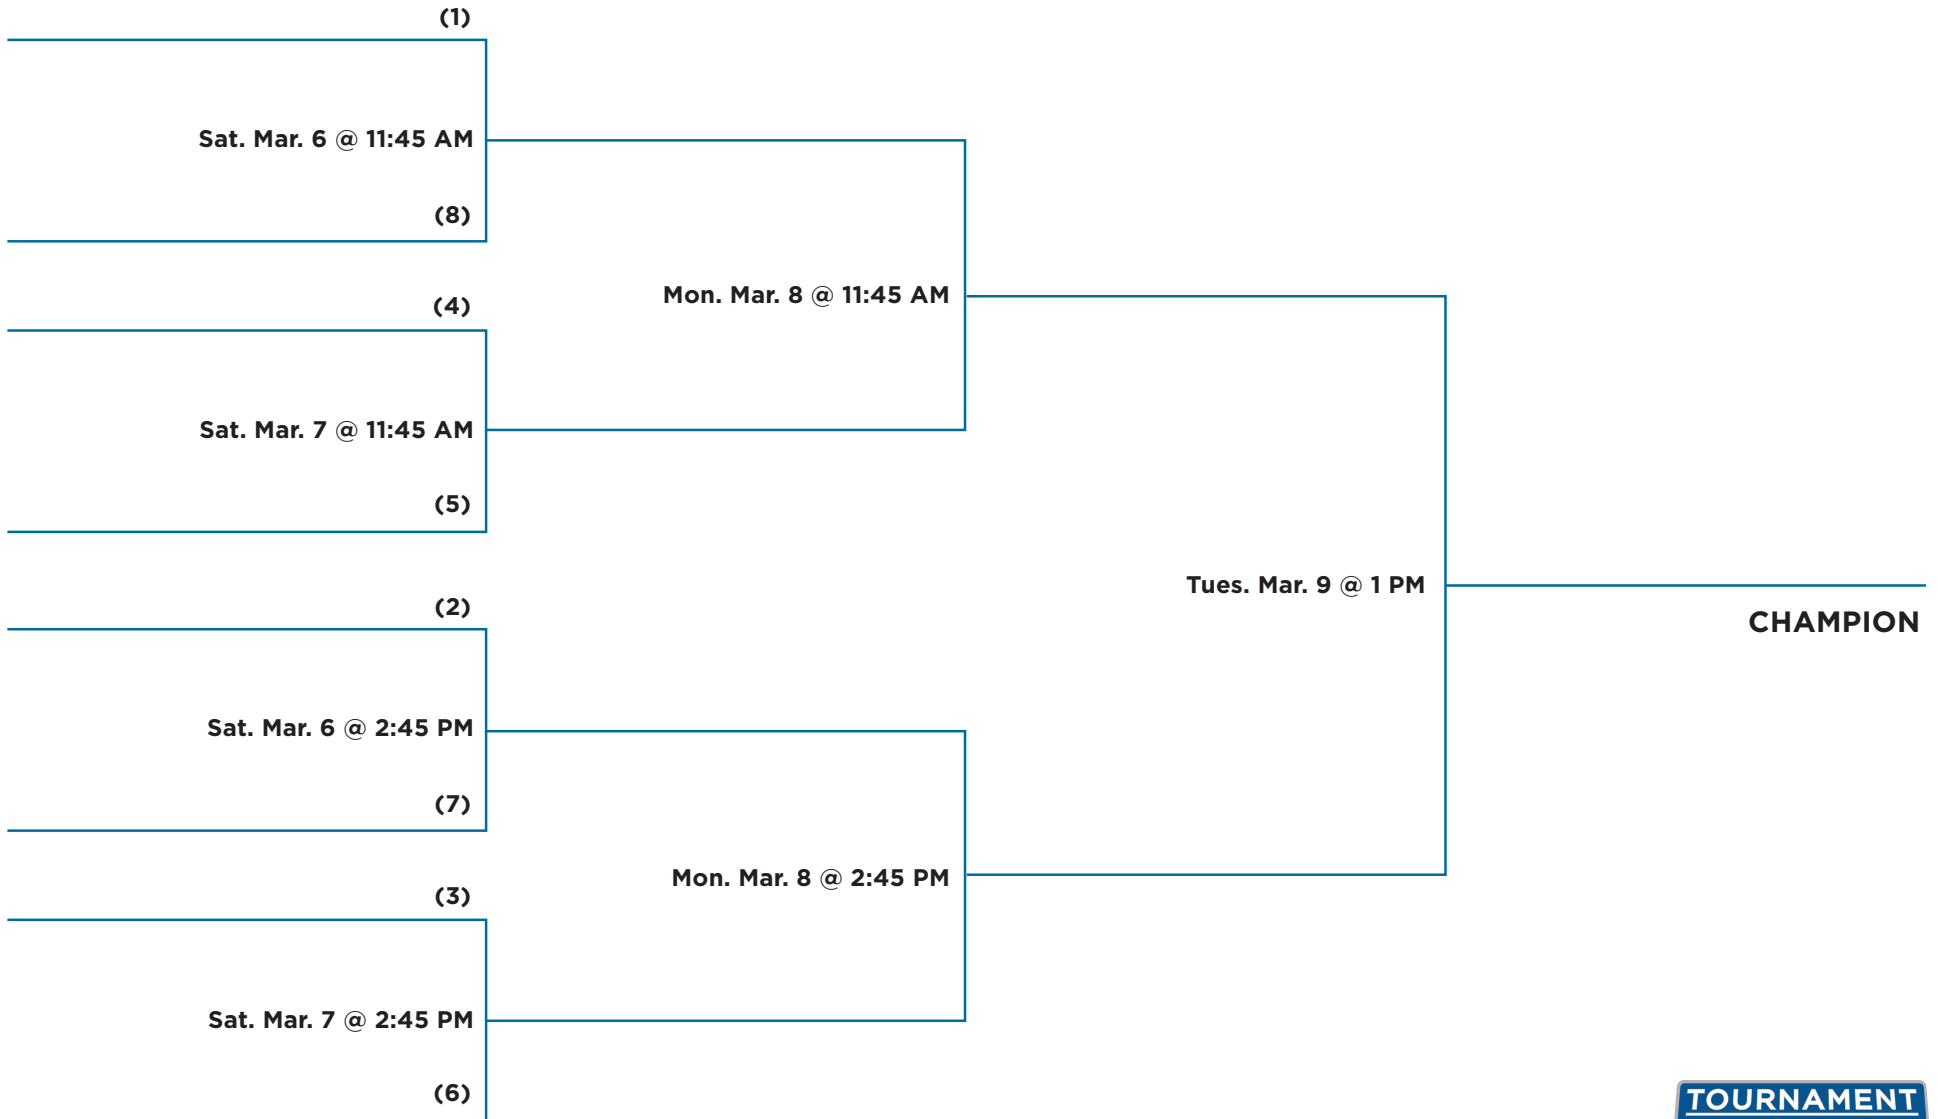 (1)
Sat. Mar. 6 @ 11:45 AM
(8)
(4)
Mon. Mar. 8 @ 11:45 AM
Sat. Mar. 7 @ 11:45 AM
(5)
Tues. Mar. 9 @ 1 PM
CHAMPION
(2)
Sat. Mar. 6 @ 2:45 PM
(7)
Mon. Mar. 8 @ 2:45 PM
(3)
Sat. Mar. 7 @ 2:45 PM
(6)
TOURNAMENT